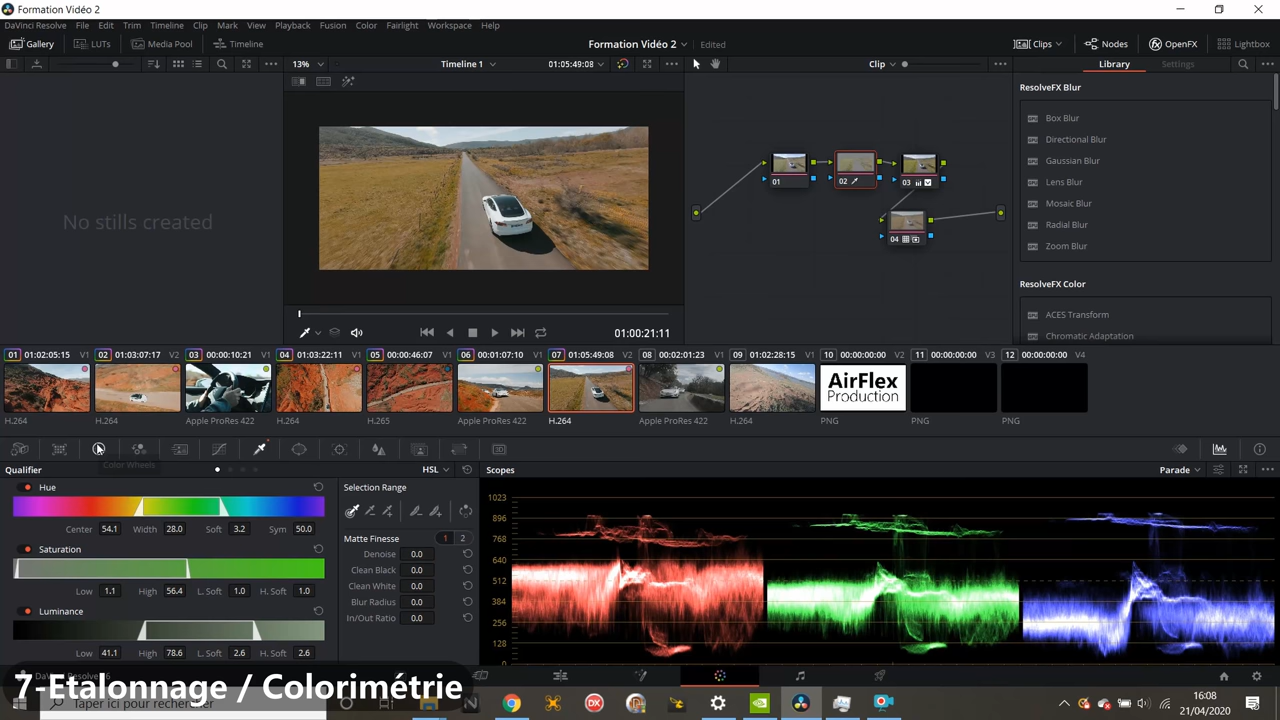 Formation Vidéo 2
DaVinci Resolve File Edit Trim Timeline Clip Mark View Playback Fusion Color Fairlight Workspace Help
Gallery LUTs Media Pool Timeline Formation Vidéo 2 Edited Clips Nodes OpenFX Lightbox
13% Timeline 1 01:05:49:08 Clip Library Settings
ResolveFX Blur
Box Blur
Directional Blur
Gaussian Blur
Lens Blur
Mosaic Blur
Radial Blur
Zoom Blur
ResolveFX Color
ACES Transform
Chromatic Adaptation
No stills created
01 02 03
04
01:00:21:11
01 01:02:05:15 V1 02 01:03:07:17 V2 03 00:00:10:21 V1 04 01:03:22:11 V1 05 00:00:46:07 V1 06 00:01:07:10 V1 07 01:05:49:08 V2 08 00:02:01:23 V1 09 01:02:28:15 V1 10 00:00:00:00 V2 11 00:00:00:00 V3 12 00:00:00:00 V4
AirFlex
Production
H.264 H.264 Apple ProRes 422 H.264 H.265 Apple ProRes 422 H.264 Apple ProRes 422 H.264 PNG PNG PNG
Color Wheels
Qualifier HSL Scopes Parade
Hue
Center 54.1 Width 28.0 Soft 3.2 Sym 50.0
Saturation
Low 1.1 High 56.4 L. Soft 1.0 H. Soft 1.0
Luminance
Low 41.1 High 78.6 L. Soft 2.6 H. Soft 2.6
Selection Range
Matte Finesse 1 2
Denoise 0.0
Clean Black 0.0
Clean White 0.0
Blur Radius 0.0
In/Out Ratio 0.0
1023
896
768
640
512
384
256
128
0
7-Etalonnage / Colorimétrie
Taper ici pour rechercher
16:08
21/04/2020